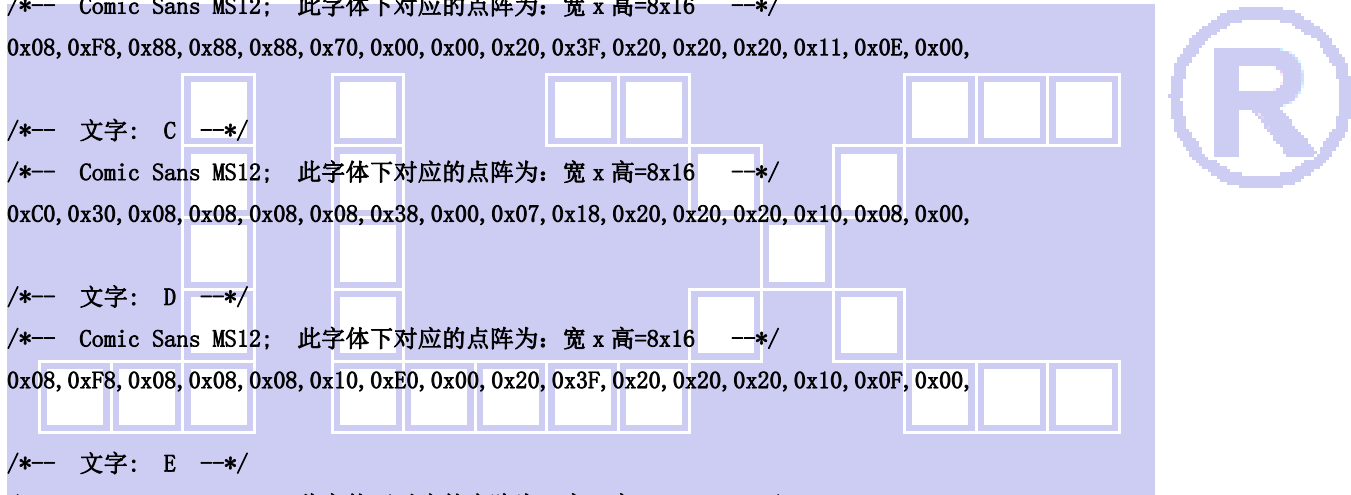 /*-- Comic Sans MS12; 此字体下对应的点阵为：宽 x 高=8x16 --*/
0x08,0xF8,0x88,0x88,0x88,0x70,0x00,0x00,0x20,0x3F,0x20,0x20,0x20,0x11,0x0E,0x00,
/*-- 文字: C --*/
/*-- Comic Sans MS12; 此字体下对应的点阵为：宽 x 高=8x16 --*/
0xC0,0x30,0x08,0x08,0x08,0x08,0x38,0x00,0x07,0x18,0x20,0x20,0x20,0x10,0x08,0x00,
/*-- 文字: D --*/
/*-- Comic Sans MS12; 此字体下对应的点阵为：宽 x 高=8x16 --*/
0x08,0xF8,0x08,0x08,0x08,0x10,0xE0,0x00,0x20,0x3F,0x20,0x20,0x20,0x10,0x0F,0x00,
/*-- 文字: E --*/
®